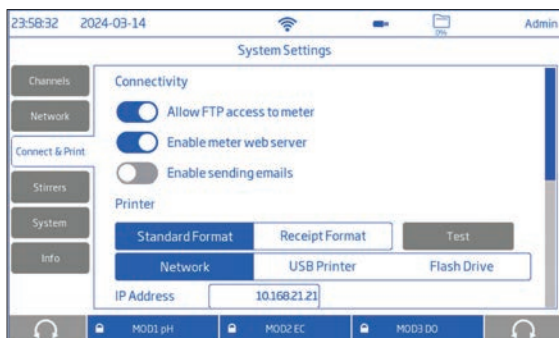 23:58:32 2024-03-14 0% Admin
System Settings
Channels
Network
Connect & Print
Stirrers
System
Info
Connectivity
Allow FTP access to meter
Enable meter web server
Enable sending emails
Printer
Standard Format Receipt Format Test
Network USB Printer Flash Drive
IP Address 10.168.21.21
MOD1 pH MOD2 EC MOD3 DO